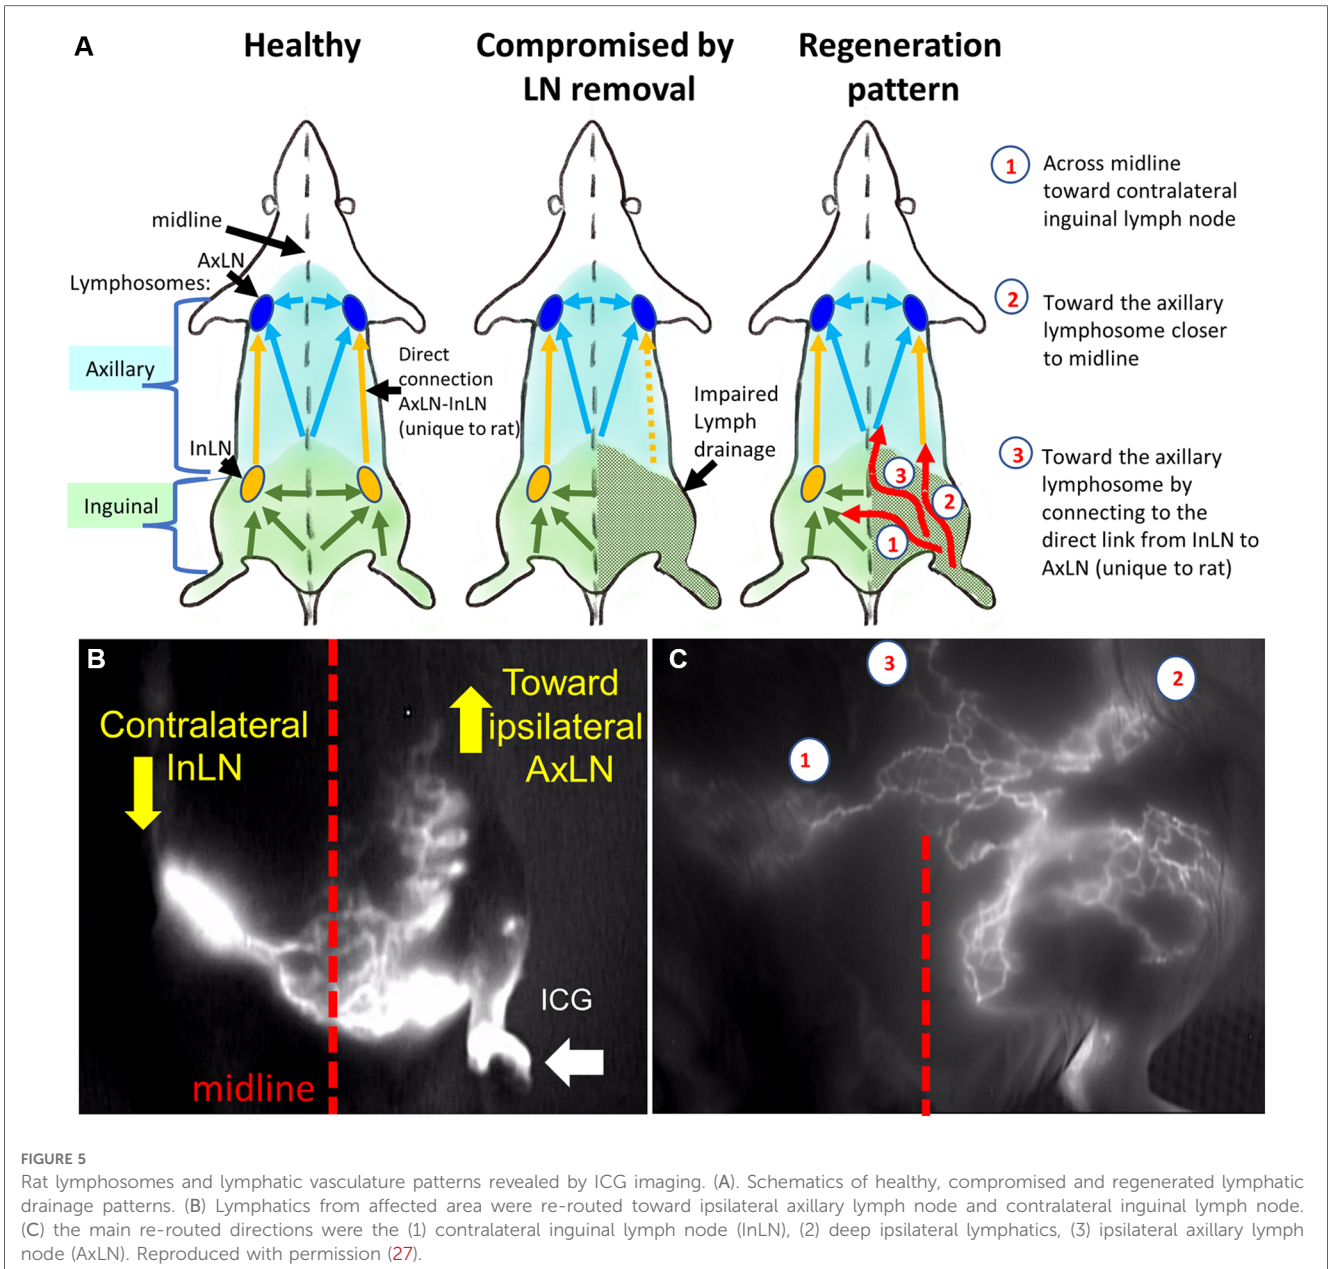 A
Healthy
Compromised by
LN removal
Regeneration
pattern
midline
AxLN
Lymphosomes:
Axillary
InLN
Inguinal
Direct
connection
AxLN-InLN
(unique to rat)
Impaired
Lymph
drainage
3
2
1
1 Across midline
toward contralateral
inguinal lymph node
2 Toward the axillary
lymphosome closer
to midline
3 Toward the axillary
lymphosome by
connecting to the
direct link from InLN to
AxLN (unique to rat)
B
Contralateral
InLN
Toward
ipsilateral
AxLN
ICG
midline
C
3
2
1
FIGURE 5
Rat lymphosomes and lymphatic vasculature patterns revealed by ICG imaging. (A). Schematics of healthy, compromised and regenerated lymphatic
drainage patterns. (B) Lymphatics from affected area were re-routed toward ipsilateral axillary lymph node and contralateral inguinal lymph node.
(C) the main re-routed directions were the (1) contralateral inguinal lymph node (InLN), (2) deep ipsilateral lymphatics, (3) ipsilateral axillary lymph
node (AxLN). Reproduced with permission (27).